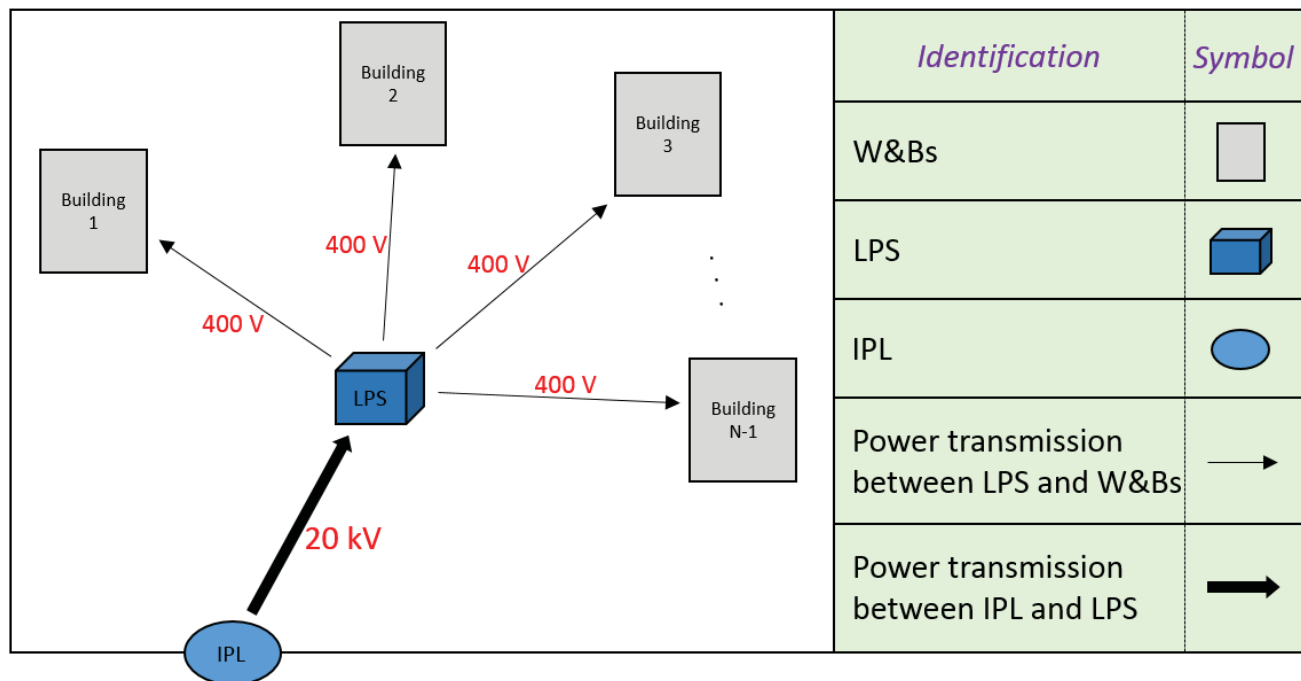 Building
1
Building
2
Building
3
Building
N-1
400 V
400 V
400 V
400 V
LPS
20 kV
IPL
Identification Symbol
W&Bs
LPS
IPL
Power transmission
between LPS and W&Bs
Power transmission
between IPL and LPS